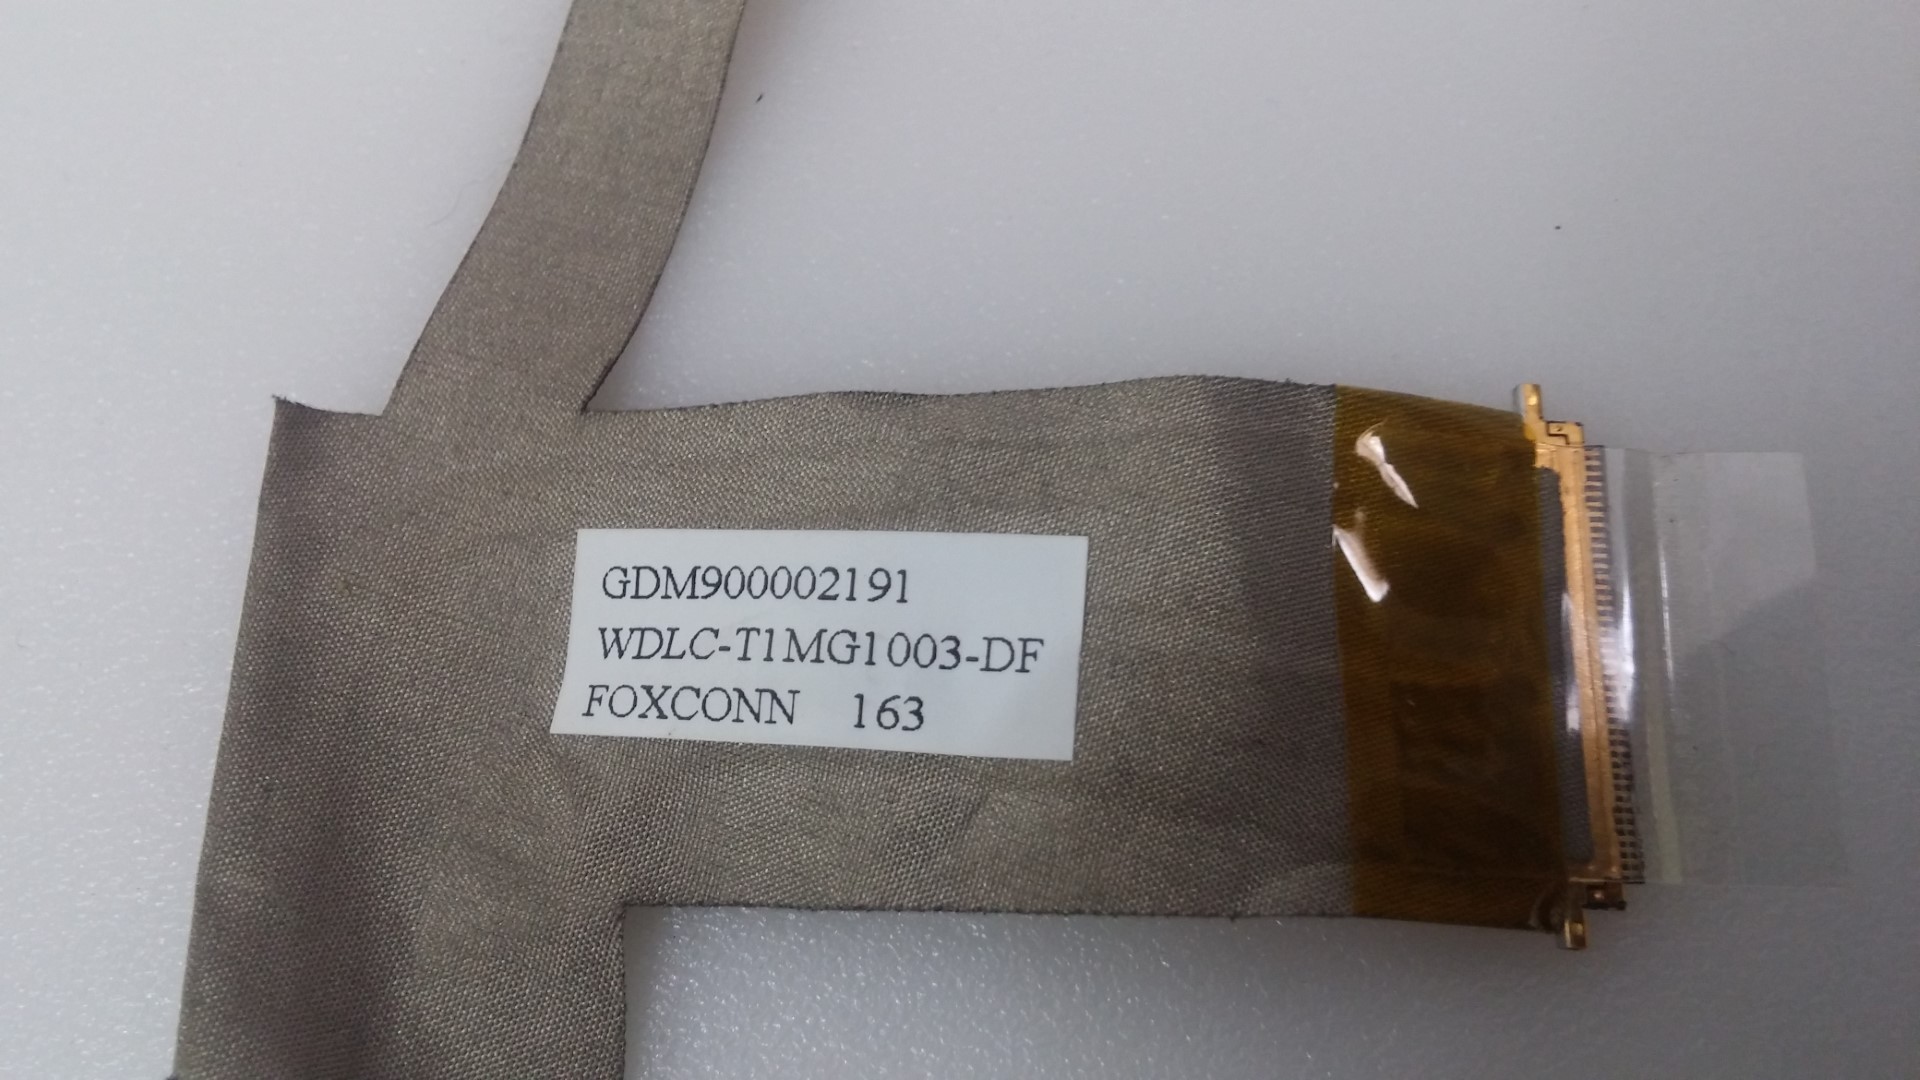 GDM900002191
WDLC-T1MG1003-DF
FOXCONN 163